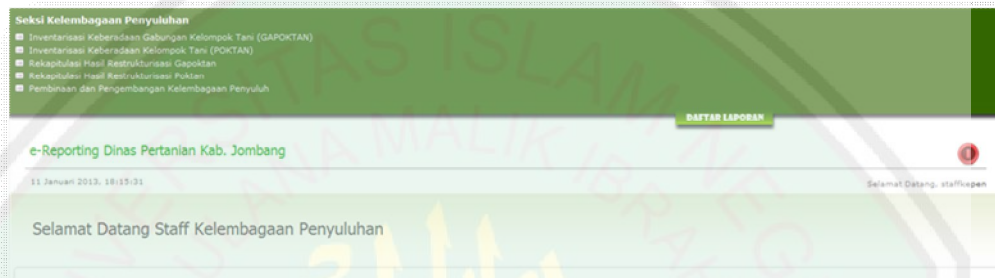 Seksi Kelembagaan Penyuluhan
Inventarisasi Keberadaan Gabungan Kelompok Tani (GAPOKTAN)
Inventarisasi Keberadaan Kelompok Tani (POKTAN)
Rekapitulasi Hasil Restrukturisasi Gapoktan
Rekapitulasi Hasil Restrukturisasi Poktan
Pembinaan dan Pengembangan Kelembagaan Penyuluh
DAFTAR LAPORAN
e-Reporting Dinas Pertanian Kab. Jombang
11 Januari 2013, 18:15:31
Selamat Datang, staffkepen
Selamat Datang Staff Kelembagaan Penyuluhan